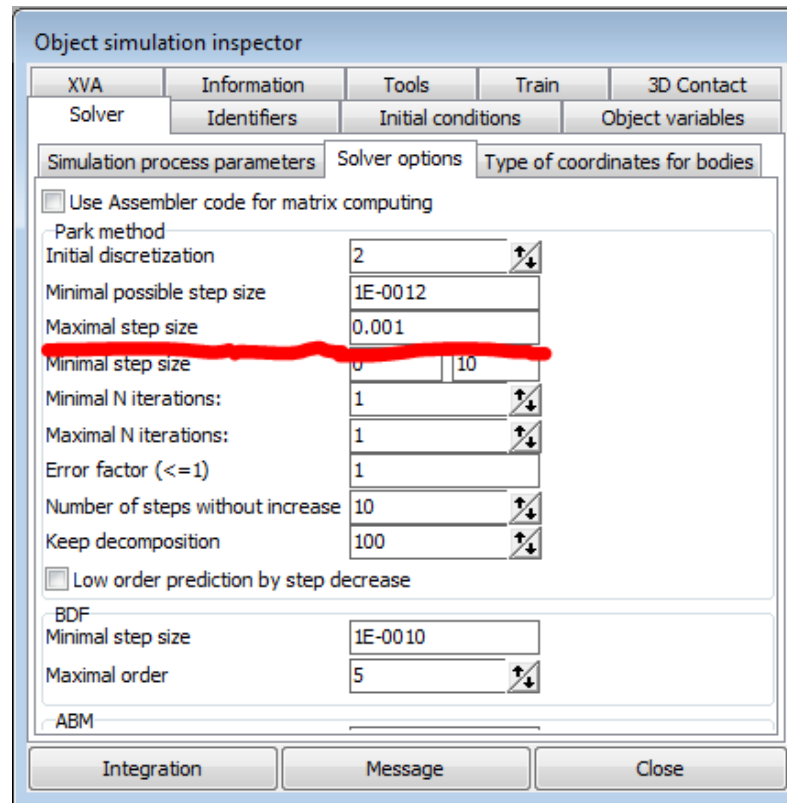 Object simulation inspector
XVA Information Tools Train 3D Contact
Solver Identifiers Initial conditions Object variables
Simulation process parameters Solver options Type of coordinates for bodies
Use Assembler code for matrix computing
Park method
Initial discretization 2
Minimal possible step size 1E-0012
Maximal step size 0.001
Minimal step size 0 10
Minimal N iterations: 1
Maximal N iterations: 1
Error factor (<=1) 1
Number of steps without increase 10
Keep decomposition 100
Low order prediction by step decrease
BDF
Minimal step size 1E-0010
Maximal order 5
ABM
Integration Message Close